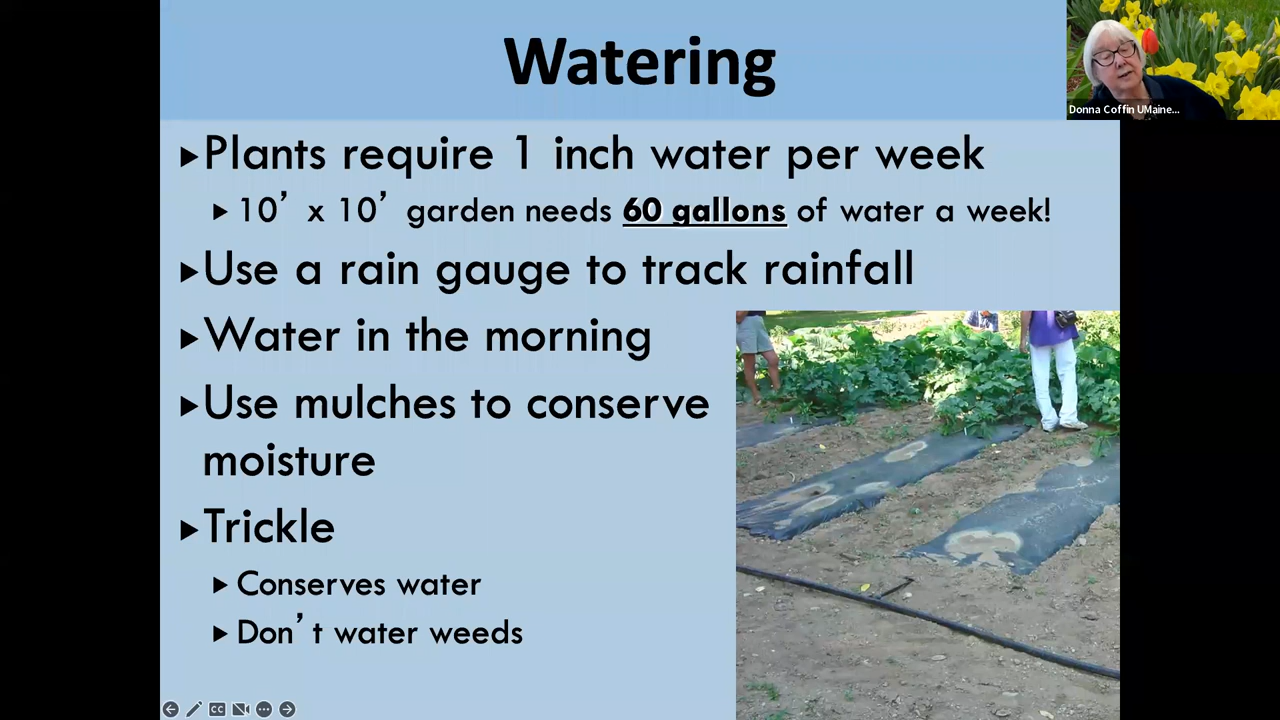 Watering
Donna Coffin UMaine...
▶Plants require 1 inch water per week
▶10’ x 10’ garden needs 60 gallons of water a week!
▶Use a rain gauge to track rainfall
▶Water in the morning
▶Use mulches to conserve
moisture
▶Trickle
▶Conserves water
▶Don’t water weeds
CC